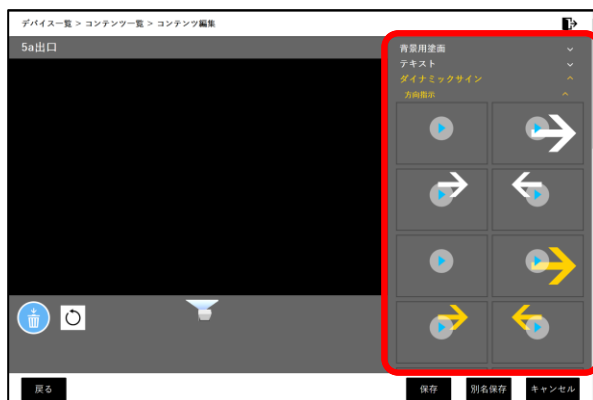 デバイス一覧 > コンテンツ一覧 > コンテンツ編集
5a出口
背景用塗面
テキスト
ダイナミックサイン
方向指示
戻る
保存
別名保存
キャンセル